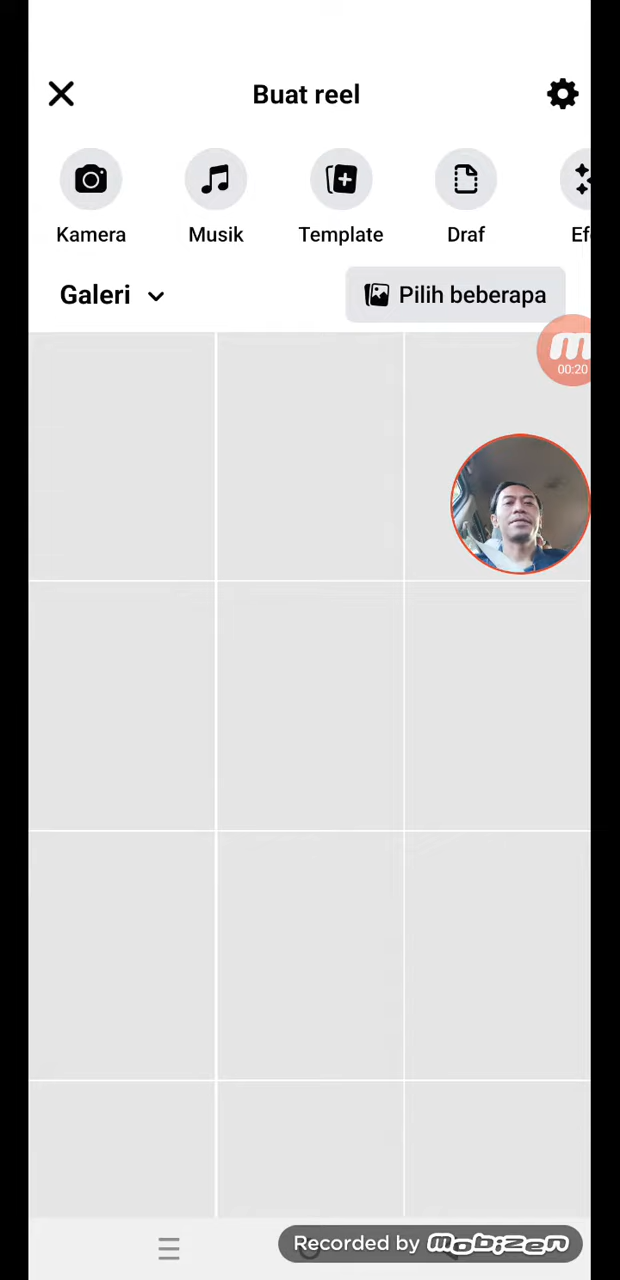 Buat reel
Kamera
Musik
Template
Draf
Galeri
Pilih beberapa
00:20
Recorded by mobizen